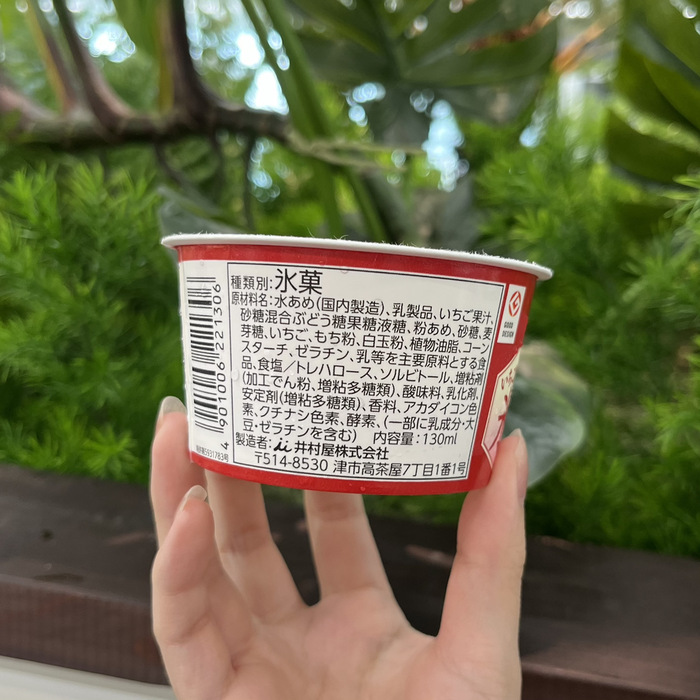 種類別:氷菓
原材料名:水あめ(国内製造)、乳製品、いちご果汁、
砂糖混合ぶどう糖果糖液糖、粉あめ、砂糖、麦
芽糖、いちご、もち粉、白玉粉、植物油脂、コーン
スターチ、ゼラチン、乳等を主要原料とする食
品、食塩/トレハロース、ソルビトール、増粘剤
(加工でん粉、増粘多糖類)、酸味料、乳化剤、
安定剤(増粘多糖類)、香料、アカダイコン色
素、クチナシ色素、酵素、(一部に乳成分・大
豆・ゼラチンを含む) 内容量:130ml
製造者:井村屋株式会社
〒514-8530 津市高茶屋7丁目1番1号
4 901006 221306
GOOD DESIGN